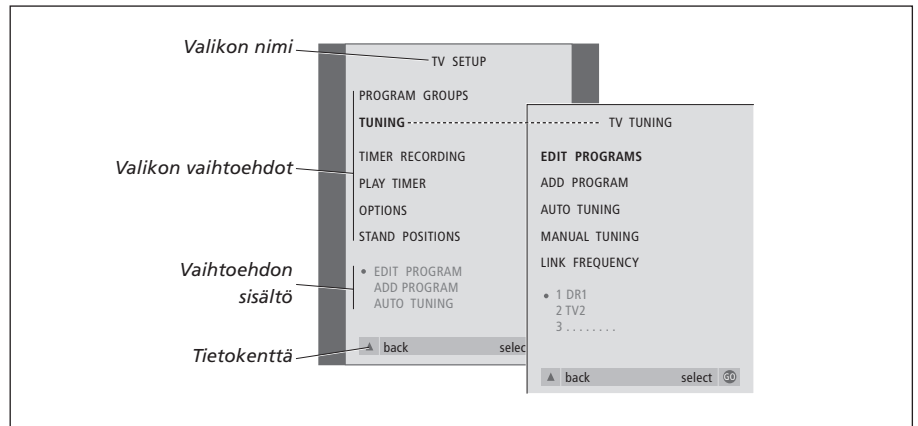 Valikon nimi
TV SETUP
PROGRAM GROUPS
TUNING
TIMER RECORDING
PLAY TIMER
OPTIONS
STAND POSITIONS
Valikon vaihtoehdot
• EDIT PROGRAM
ADD PROGRAM
AUTO TUNING
Vaihtoehdon
sisältö
Tietokenttä
▲ back selec
TV TUNING
EDIT PROGRAMS
ADD PROGRAM
AUTO TUNING
MANUAL TUNING
LINK FREQUENCY
• 1 DR1
2 TV2
3 . . . . . . . .
▲ back select GO